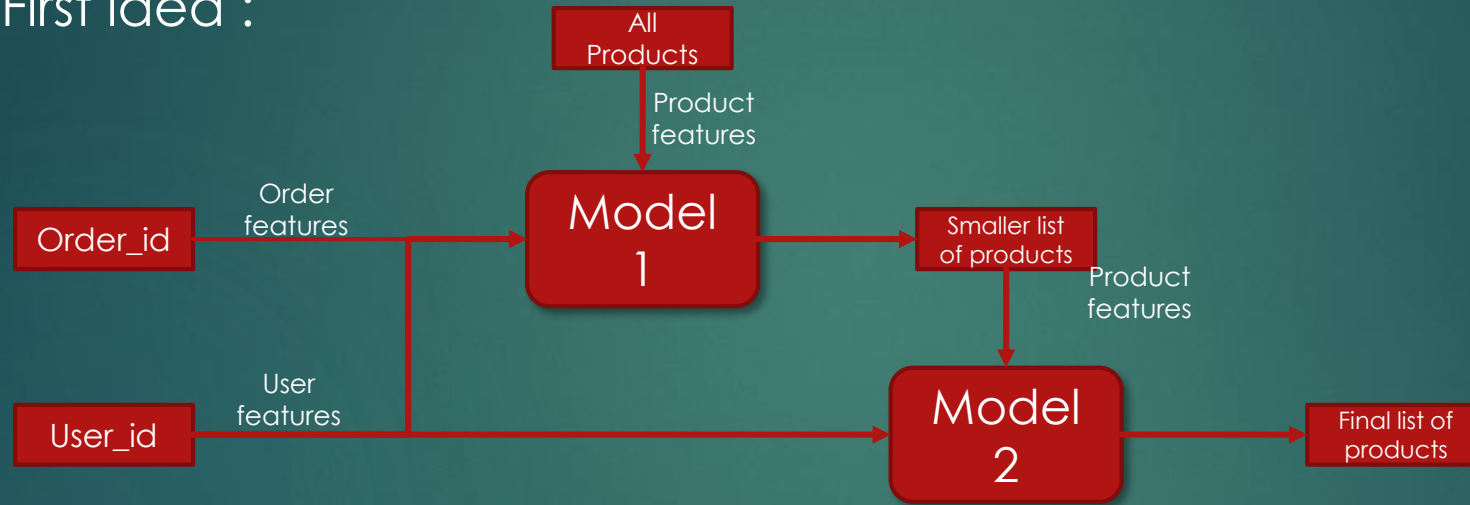 First idea :
All
Products
Product
features
Order
features
Order_id
Model
1
Smaller list
of products
Product
features
User
features
User_id
Model
2
Final list of
products